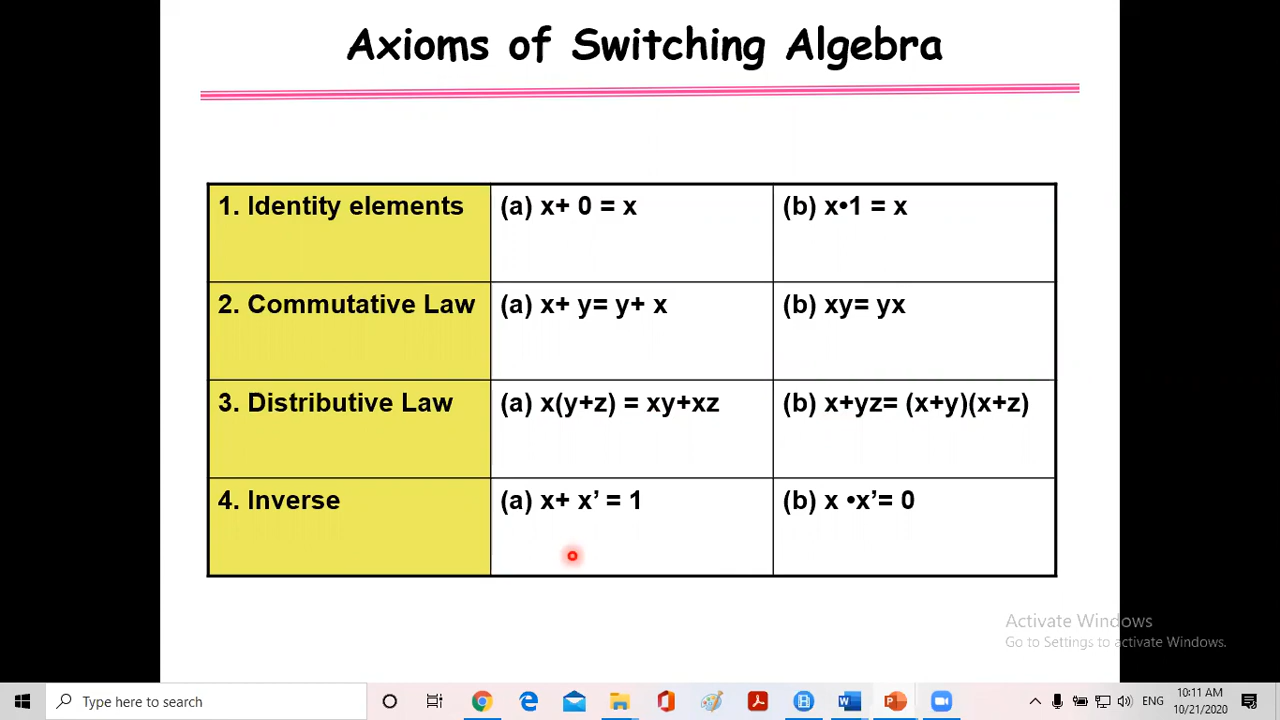 Axioms of Switching Algebra
1. Identity elements (a) x+ 0 = x (b) x•1 = x
2. Commutative Law (a) x+ y= y+ x (b) xy= yx
3. Distributive Law (a) x(y+z) = xy+xz (b) x+yz= (x+y)(x+z)
4. Inverse (a) x+ x’ = 1 (b) x •x’= 0
Activate Windows
Go to Settings to activate Windows.
Type here to search
ENG
10:11 AM
10/21/2020